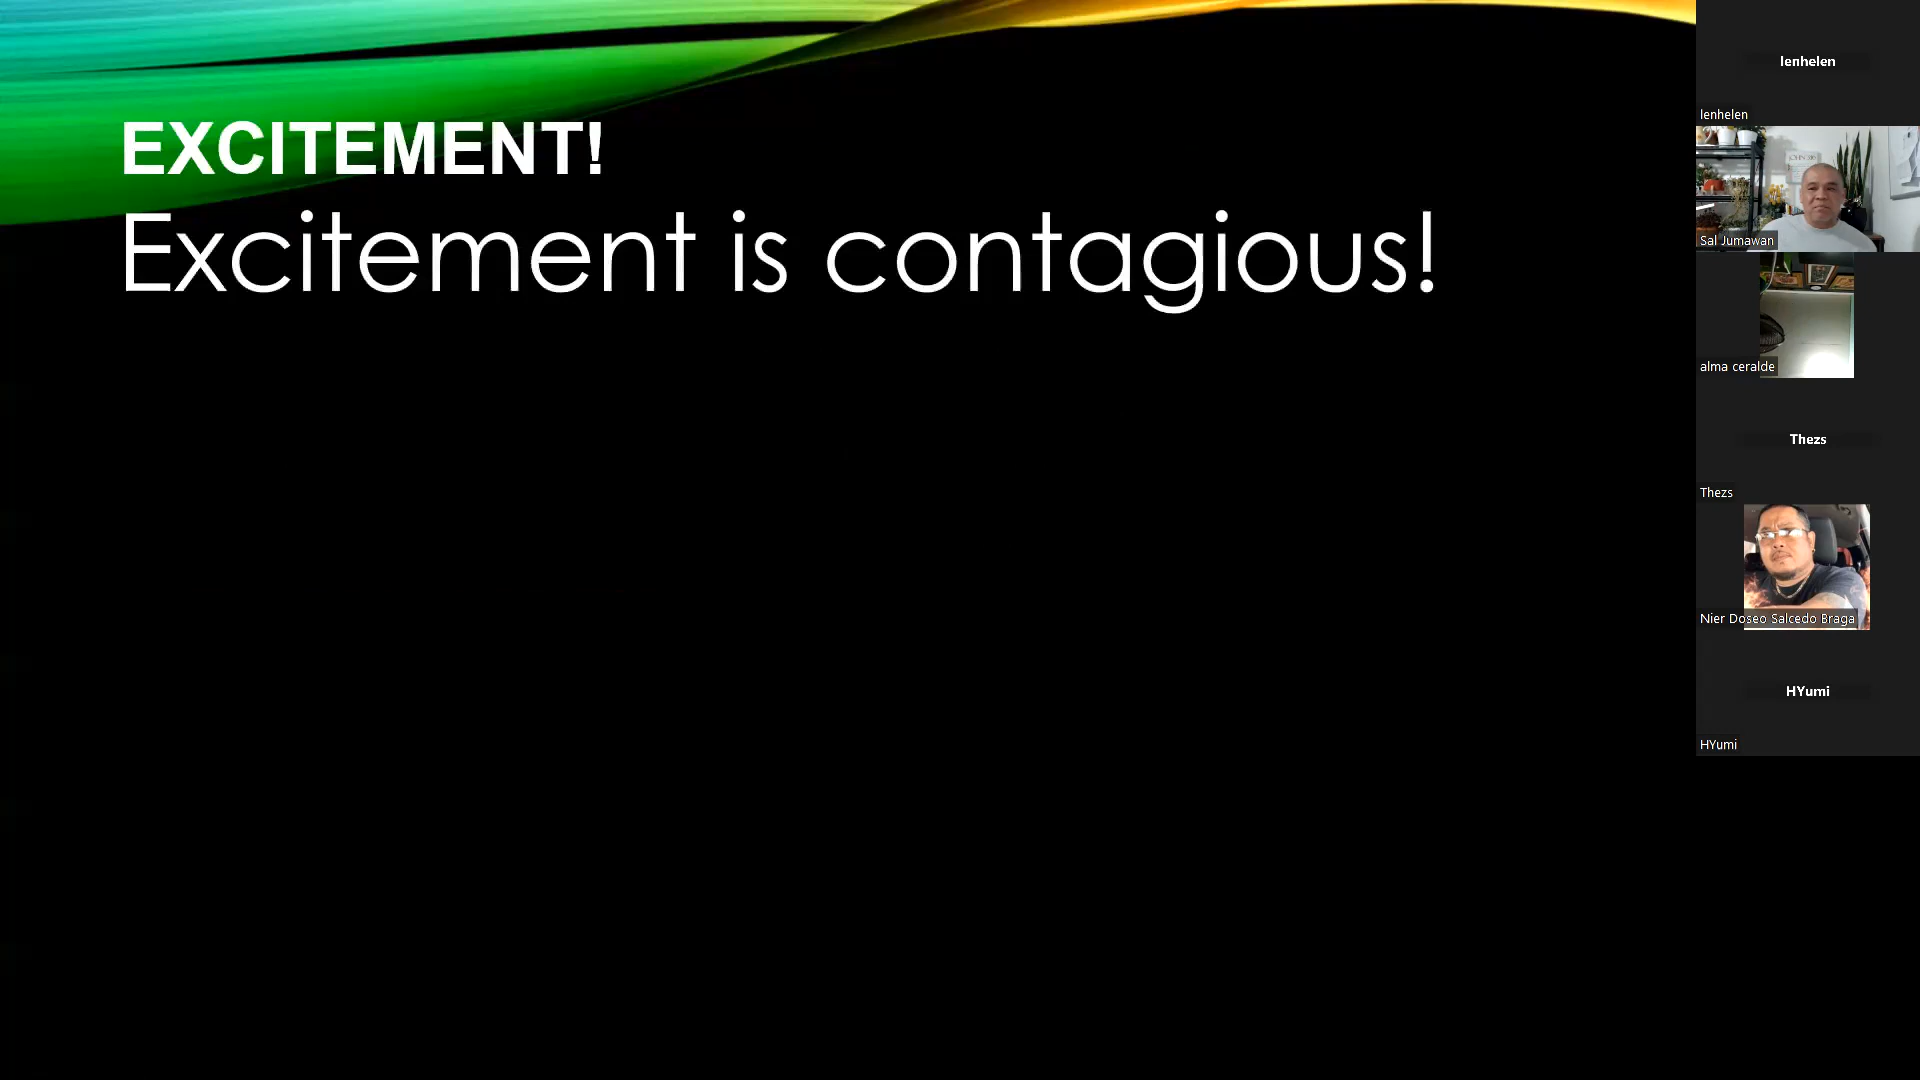 EXCITEMENT!
Excitement is contagious!
lenhelen
lenhelen
Sal Jumawan
alma ceralde
Thezs
Thezs
Nier Doseo Salcedo Braga
HYumi
HYumi